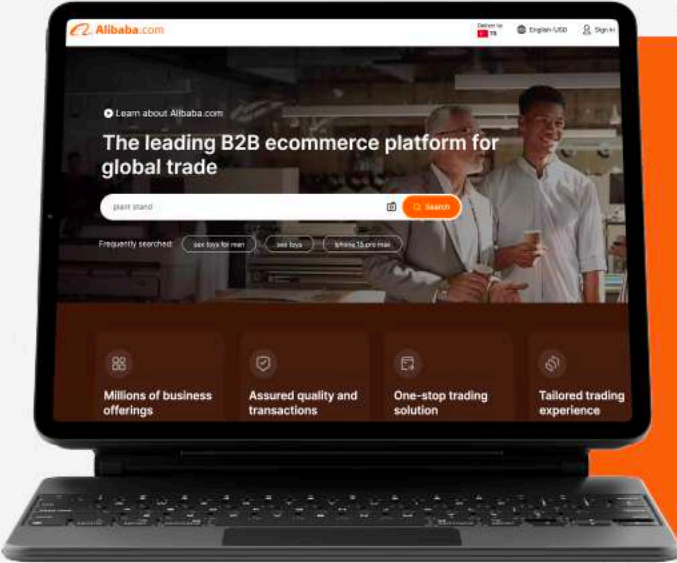 Alibaba.com
Deliver to
TR
English-USD
Sign in
Learn about Alibaba.com
The leading B2B ecommerce platform for
global trade
plant stand
Search
Frequently searched:
sex toys for men
sex toys
iphone 15 pro max
Millions of business
offerings
Assured quality and
transactions
One-stop trading
solution
Tailored trading
experience